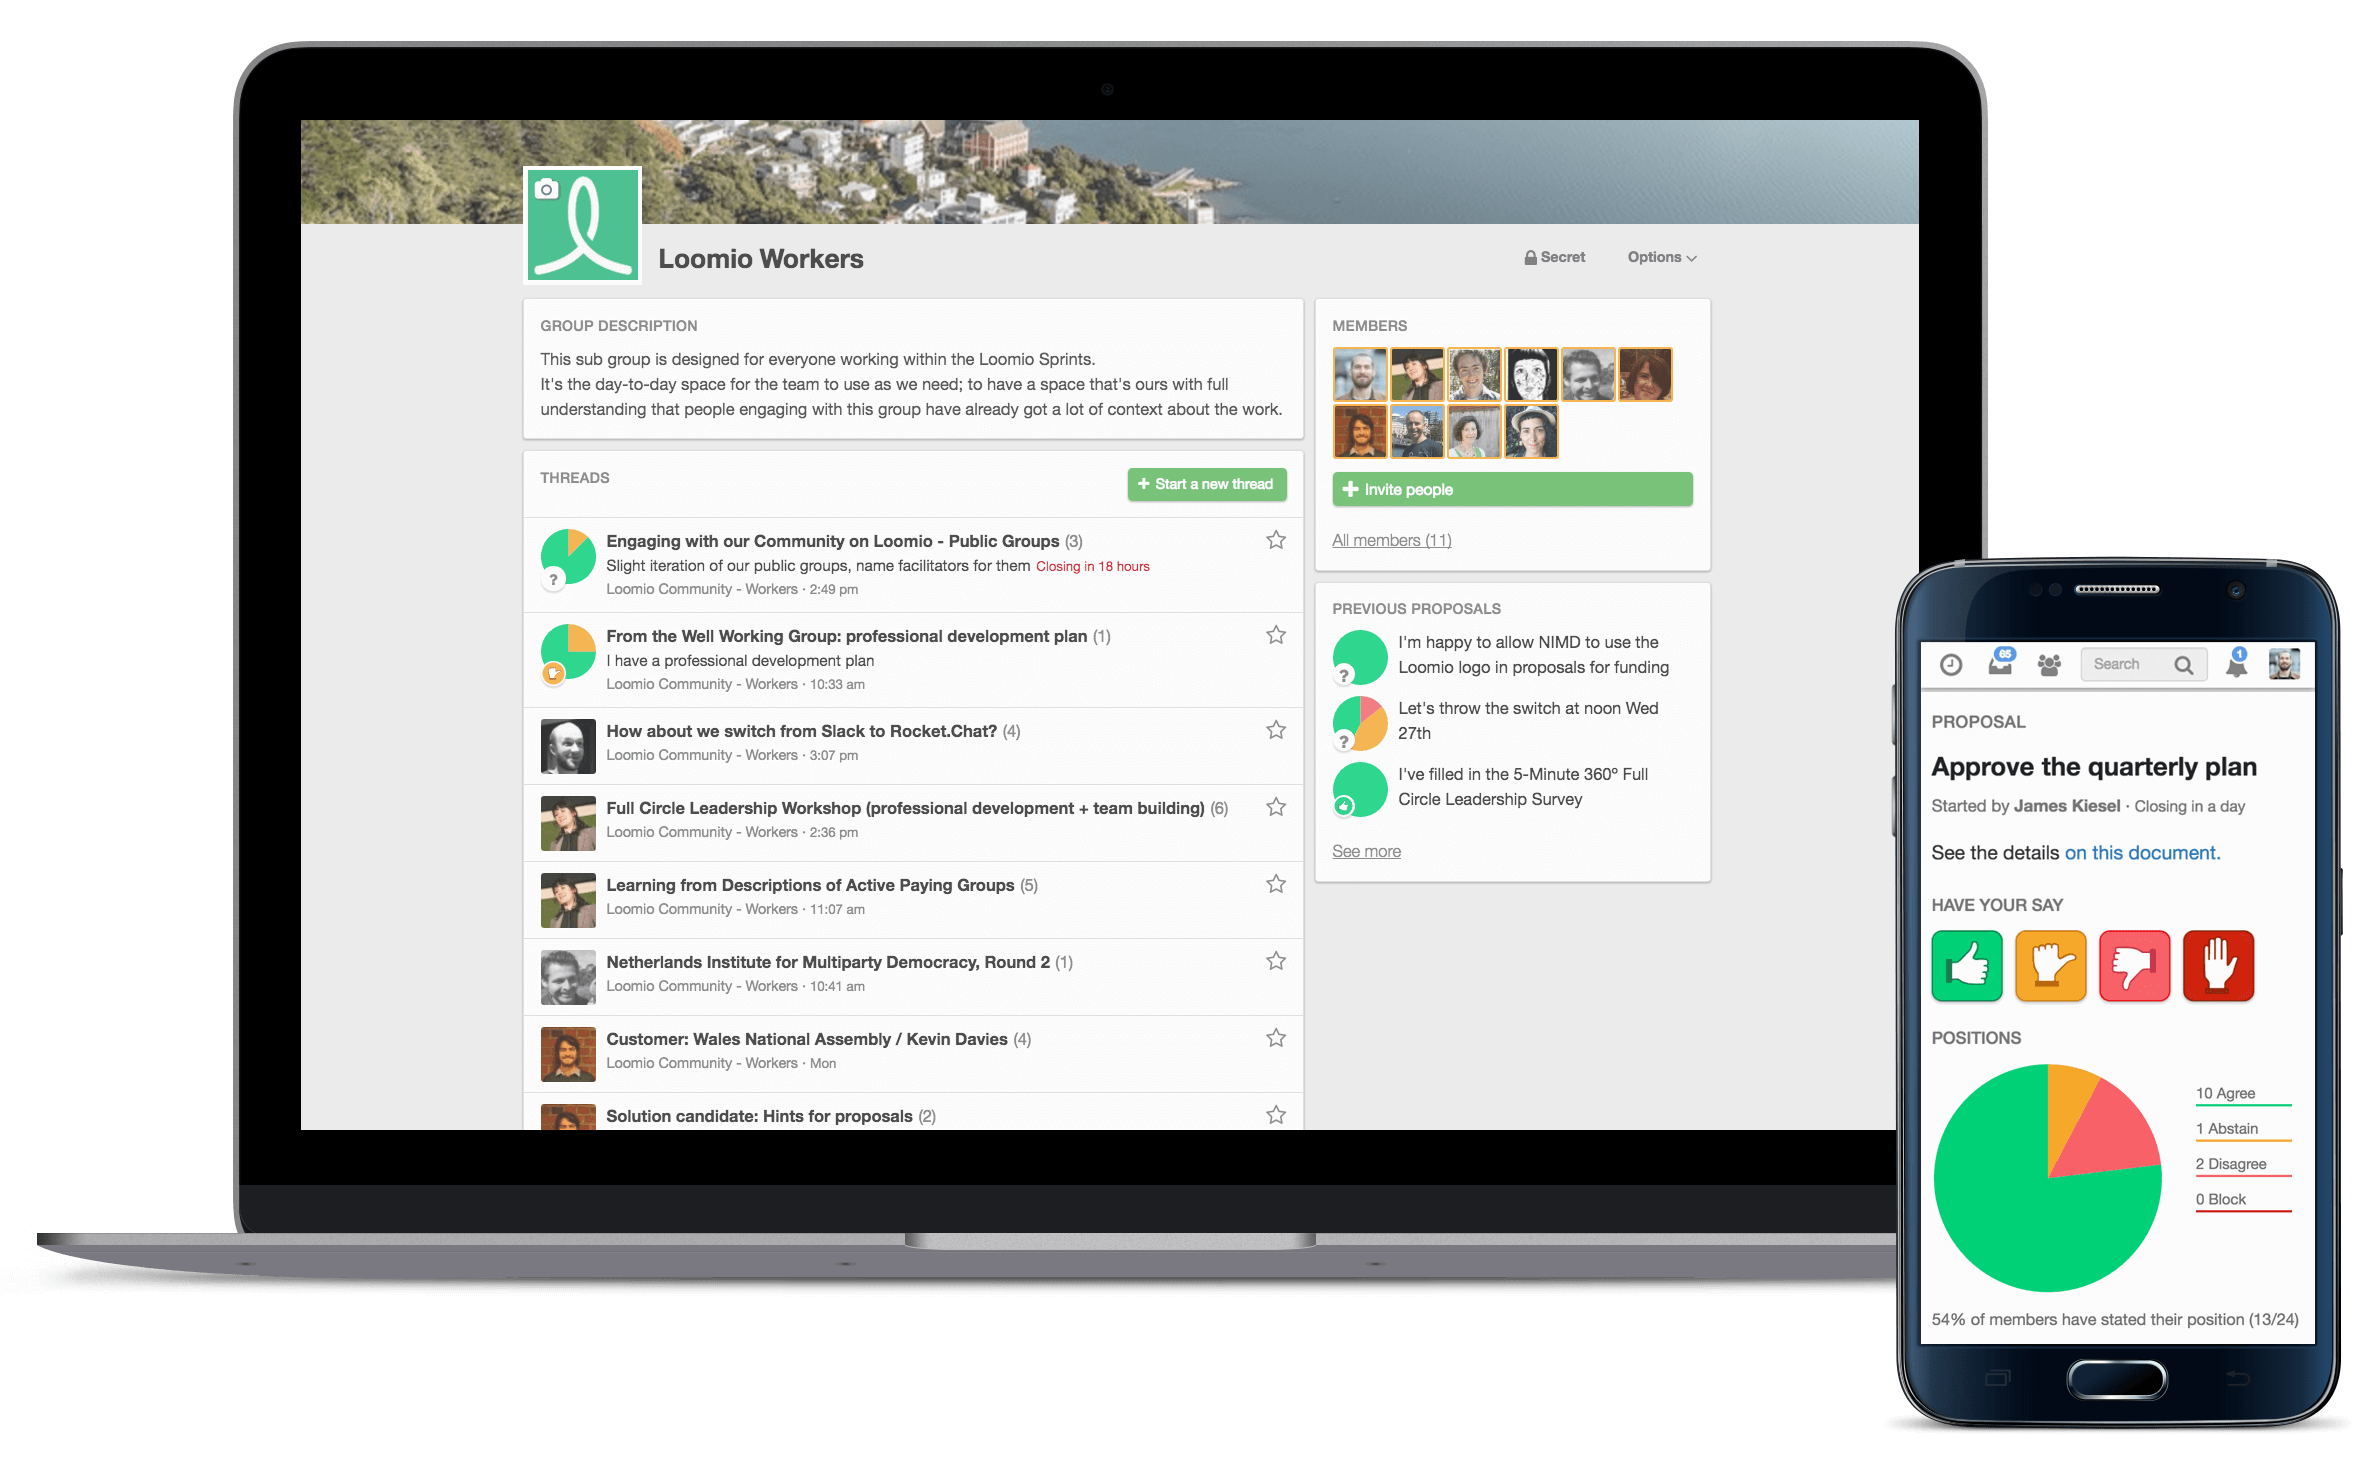 Loomio Workers
Secret
Options
GROUP DESCRIPTION
This sub group is designed for everyone working within the Loomio Sprints.
It's the day-to-day space for the team to use as we need; to have a space that's ours with full
understanding that people engaging with this group have already got a lot of context about the work.
THREADS
+ Start a new thread
Engaging with our Community on Loomio - Public Groups (3)
Slight iteration of our public groups, name facilitators for them Closing in 18 hours
Loomio Community - Workers · 2:49 pm
?
From the Well Working Group: professional development plan (1)
I have a professional development plan
Loomio Community - Workers · 10:33 am
How about we switch from Slack to Rocket.Chat? (4)
Loomio Community - Workers · 3:07 pm
Full Circle Leadership Workshop (professional development + team building) (6)
Loomio Community - Workers · 2:36 pm
Learning from Descriptions of Active Paying Groups (5)
Loomio Community - Workers · 11:07 am
Netherlands Institute for Multiparty Democracy, Round 2 (1)
Loomio Community - Workers · 10:41 am
Customer: Wales National Assembly / Kevin Davies (4)
Loomio Community - Workers · Mon
Solution candidate: Hints for proposals (2)
MEMBERS
+ Invite people
All members (11)
PREVIOUS PROPOSALS
I'm happy to allow NIMD to use the
Loomio logo in proposals for funding
?
Let's throw the switch at noon Wed
27th
?
I've filled in the 5-Minute 360º Full
Circle Leadership Survey
See more
65
Search
1
PROPOSAL
Approve the quarterly plan
Started by James Kiesel · Closing in a day
See the details on this document.
HAVE YOUR SAY
POSITIONS
10 Agree
1 Abstain
2 Disagree
0 Block
54% of members have stated their position (13/24)